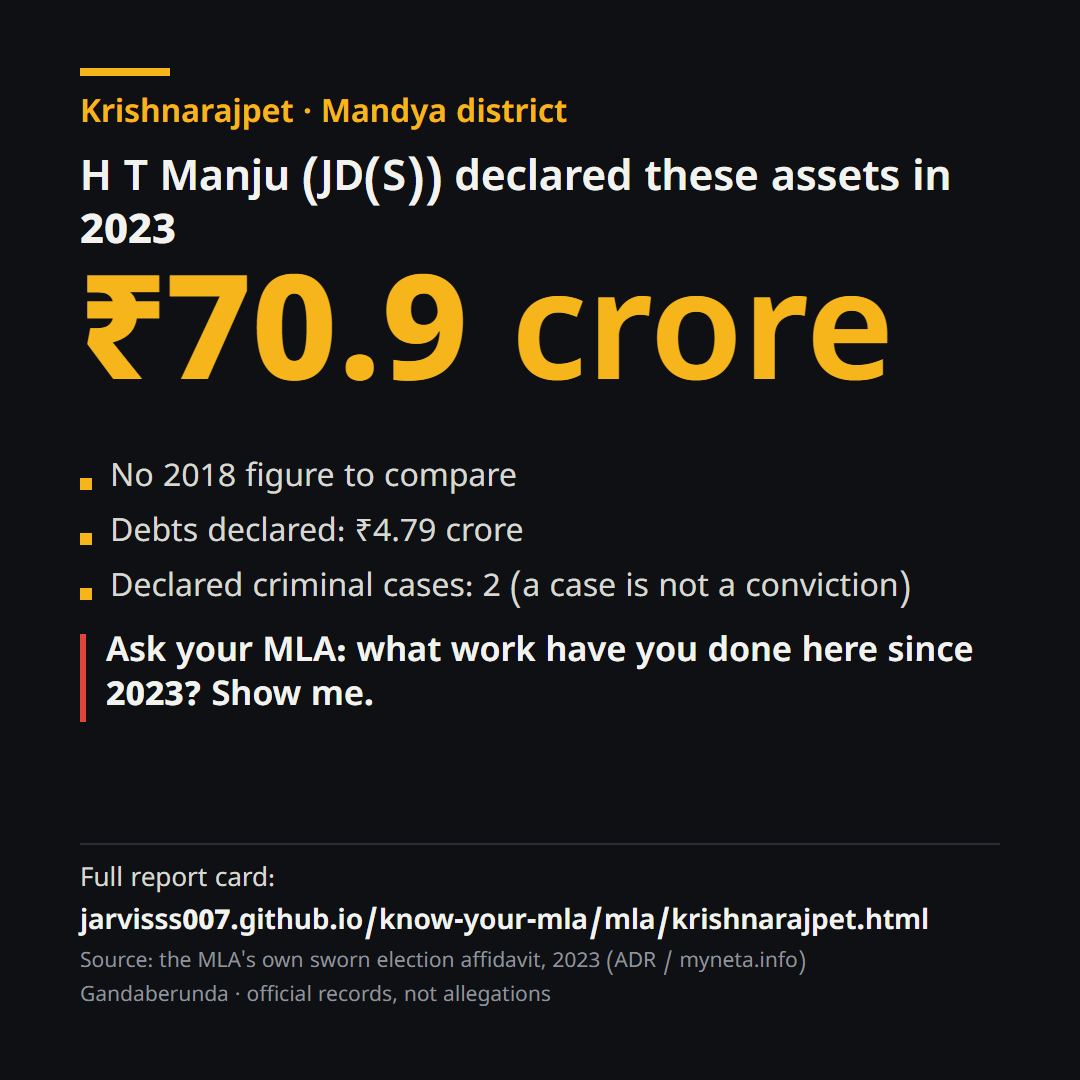 Krishnarajpet · Mandya district
H T Manju (JD(S)) declared these assets in
2023
₹70.9 crore
No 2018 figure to compare
Debts declared: ₹4.79 crore
Declared criminal cases: 2 (a case is not a conviction)
Ask your MLA: what work have you done here since
2023? Show me.
Full report card:
jarvisss007.github.io/know-your-mla/mla/krishnarajpet.html
Source: the MLA's own sworn election affidavit, 2023 (ADR / myneta.info)
Gandaberunda · official records, not allegations